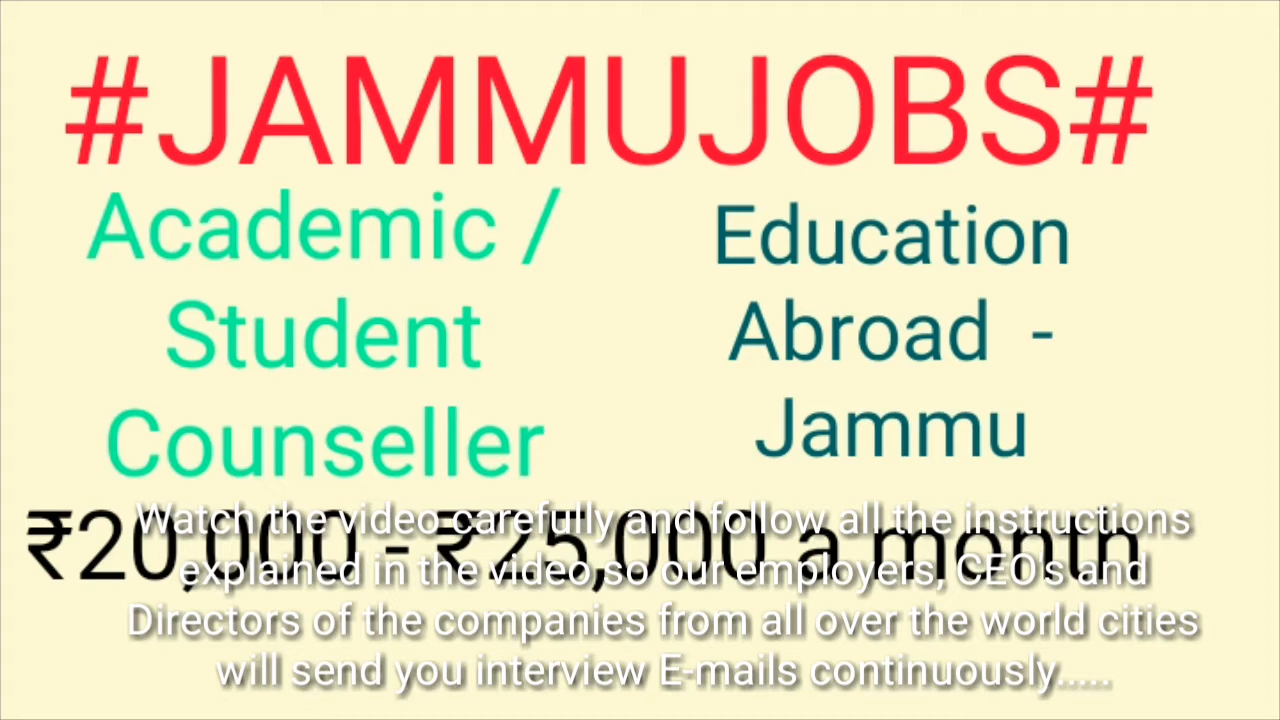 #JAMMUJOBS#
Academic /
Student
Counseller
Education
Abroad -
Jammu
₹20,000 - ₹25,000 a month
Watch the video carefully and follow all the instructions
explained in the video,so our employers, CEOs and
Directors of the companies from all over the world cities
will send you interview E-mails continuously.....